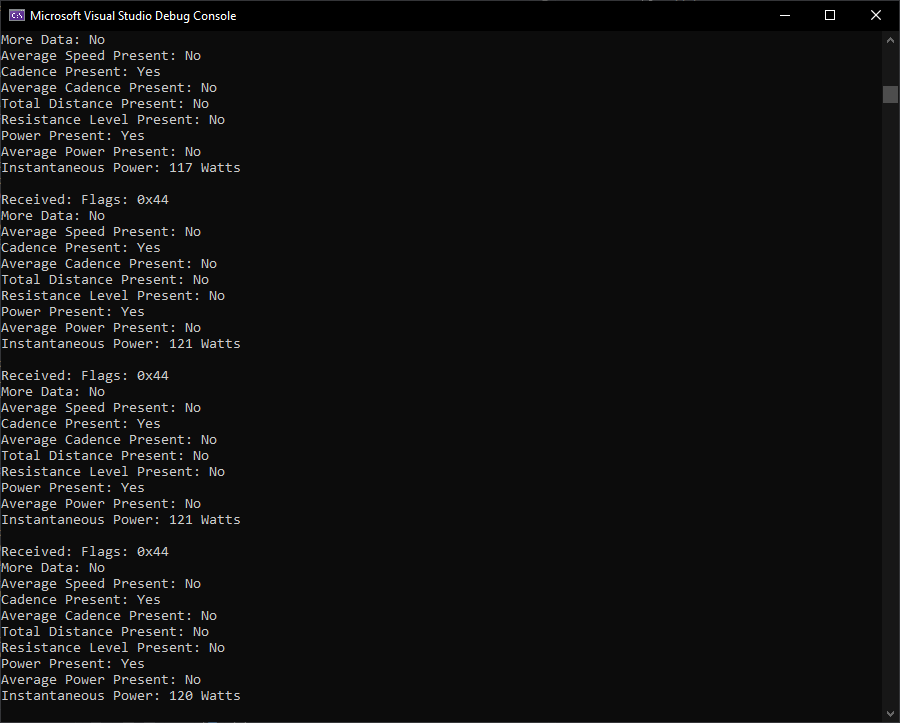 Microsoft Visual Studio Debug Console
More Data: No
Average Speed Present: No
Cadence Present: Yes
Average Cadence Present: No
Total Distance Present: No
Resistance Level Present: No
Power Present: Yes
Average Power Present: No
Instantaneous Power: 117 Watts
Received: Flags: 0x44
More Data: No
Average Speed Present: No
Cadence Present: Yes
Average Cadence Present: No
Total Distance Present: No
Resistance Level Present: No
Power Present: Yes
Average Power Present: No
Instantaneous Power: 121 Watts
Received: Flags: 0x44
More Data: No
Average Speed Present: No
Cadence Present: Yes
Average Cadence Present: No
Total Distance Present: No
Resistance Level Present: No
Power Present: Yes
Average Power Present: No
Instantaneous Power: 121 Watts
Received: Flags: 0x44
More Data: No
Average Speed Present: No
Cadence Present: Yes
Average Cadence Present: No
Total Distance Present: No
Resistance Level Present: No
Power Present: Yes
Average Power Present: No
Instantaneous Power: 120 Watts